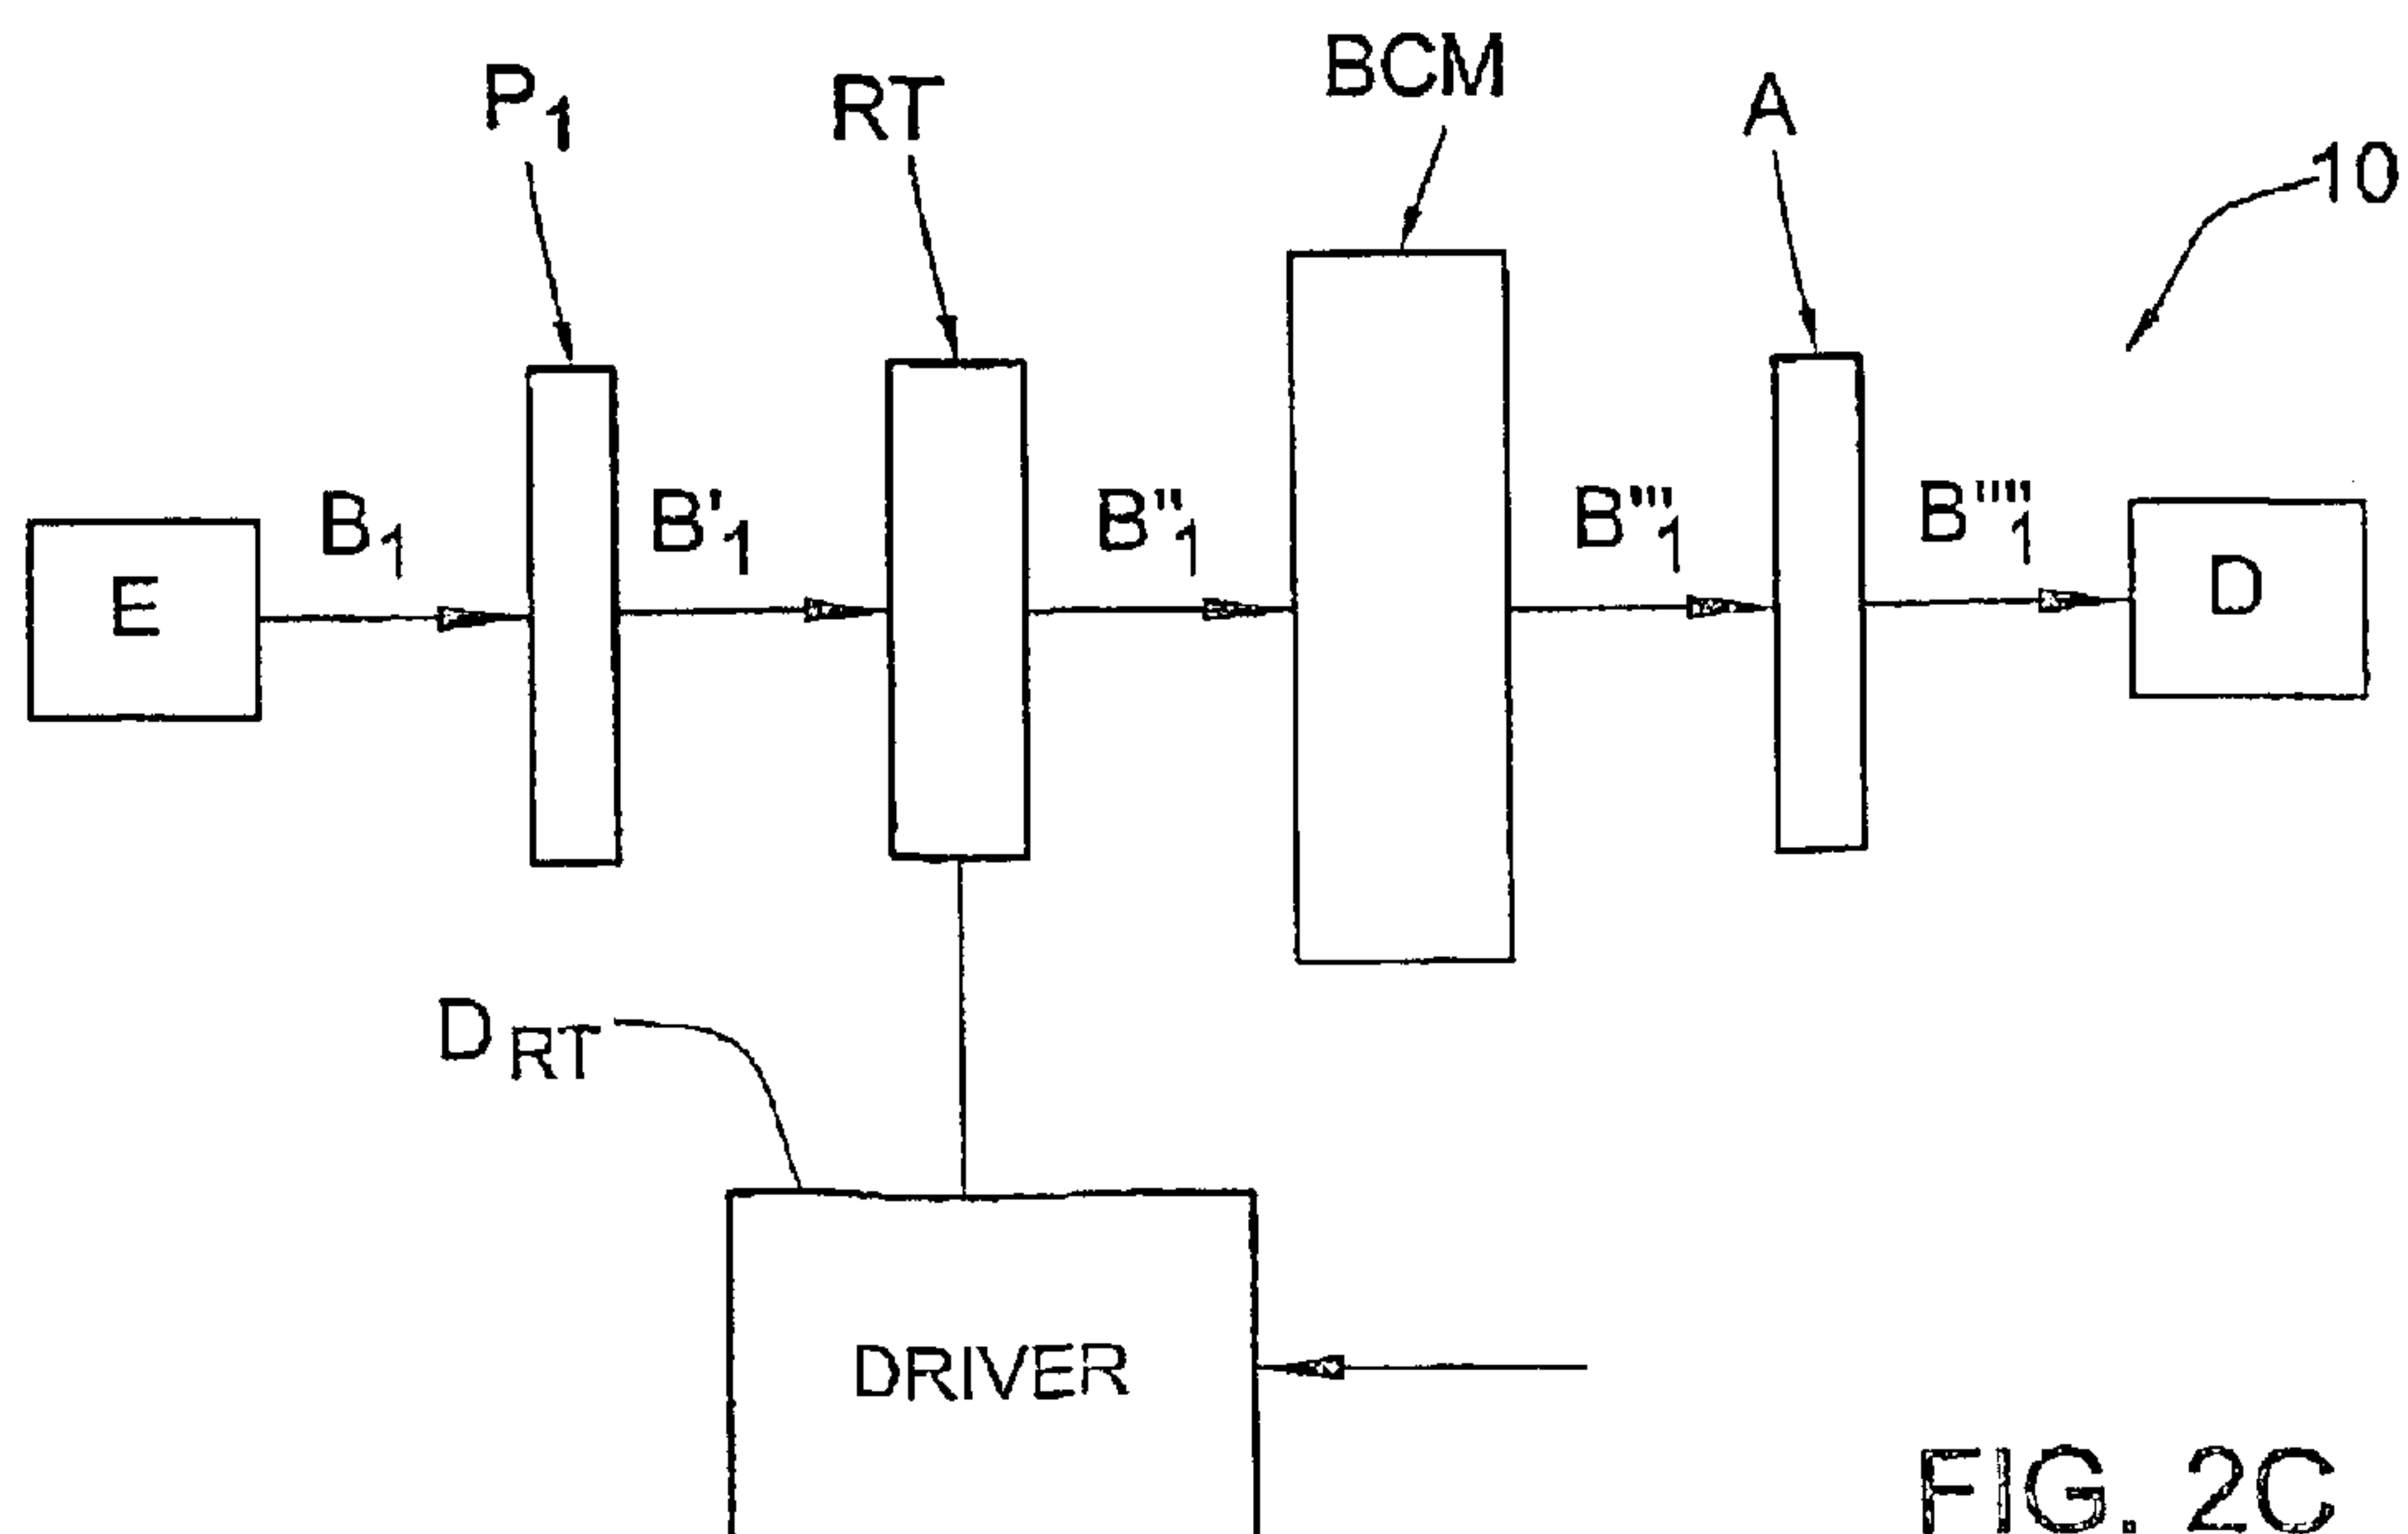 P1
RT
BCM
A
10
E
B1
B'1
B"1
B'''1
B''''1
D
DRT
DRIVER
FIG. 2C